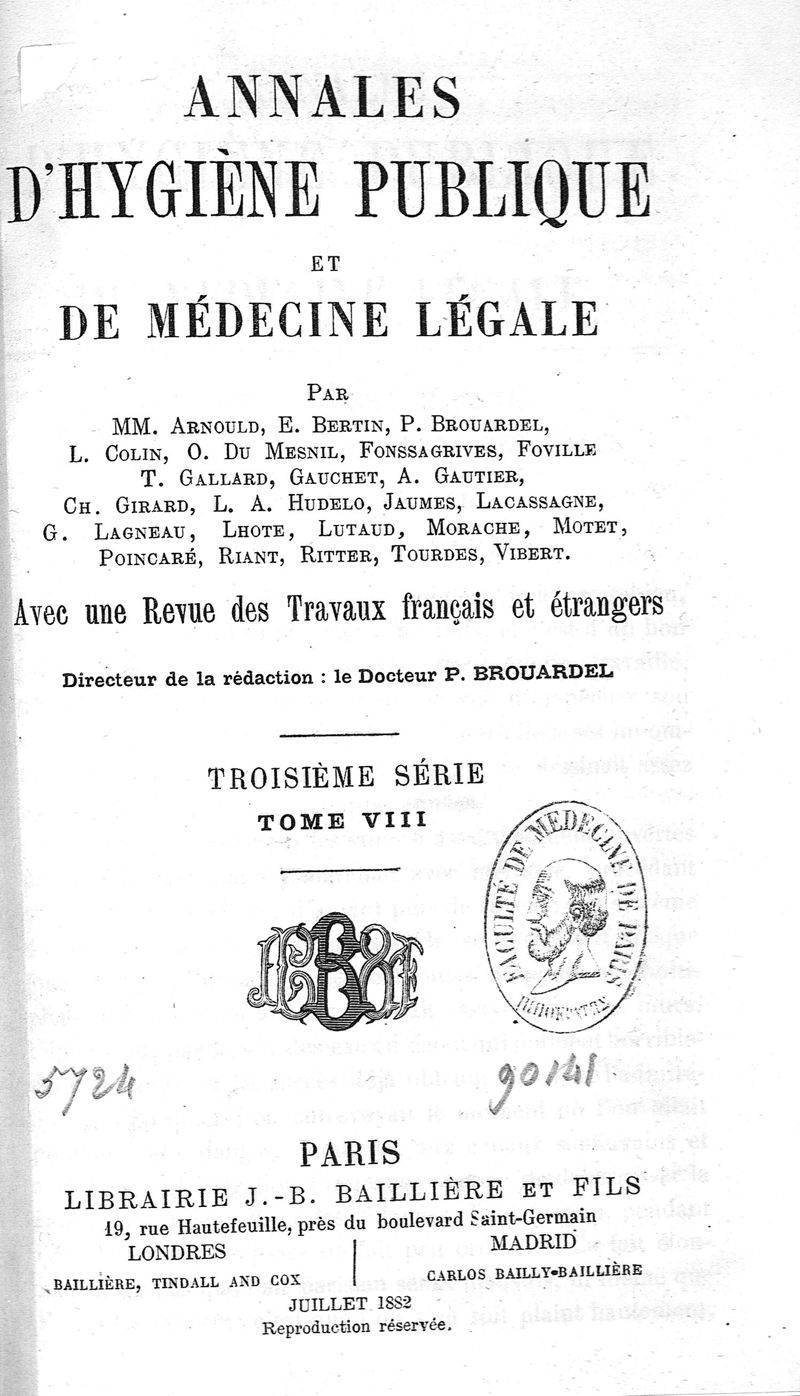 ANNALES
D'HYGIÈNE PUBLIQUE
ET
DE MÉDECINE LÉGALE
PAR
MM. ARNOULD, E. BERTIN, P. BROUARDEL,
L. COLIN, O. DU MESNIL, FONSSAGRIVES, FOVILLE
T. GALLARD, GAUCHET, A. GAUTIER,
CH. GIRARD, L. A. HUDELO, JAUMES, LACASSAGNE,
G. LAGNEAU, LHOTE, LUTAUD, MORACHE, MOTET,
POINCARÉ, RIANT, RITTER, TOURDES, VIBERT.
Avec une Revue des Travaux français et étrangers
Directeur de la rédaction : le Docteur P. BROUARDEL
TROISIÈME SÉRIE
TOME VIII
FACULTÉ DE MÉDECINE DE PARIS
5724
90141
PARIS
LIBRAIRIE J.-B. BAILLIÈRE ET FILS
19, rue Hautefeuille, près du boulevard Saint-Germain
LONDRES
BAILLIÈRE, TINDALL AND COX
MADRID
CARLOS BAILLY-BAILLIÈRE
JUILLET 1882
Reproduction réservée.